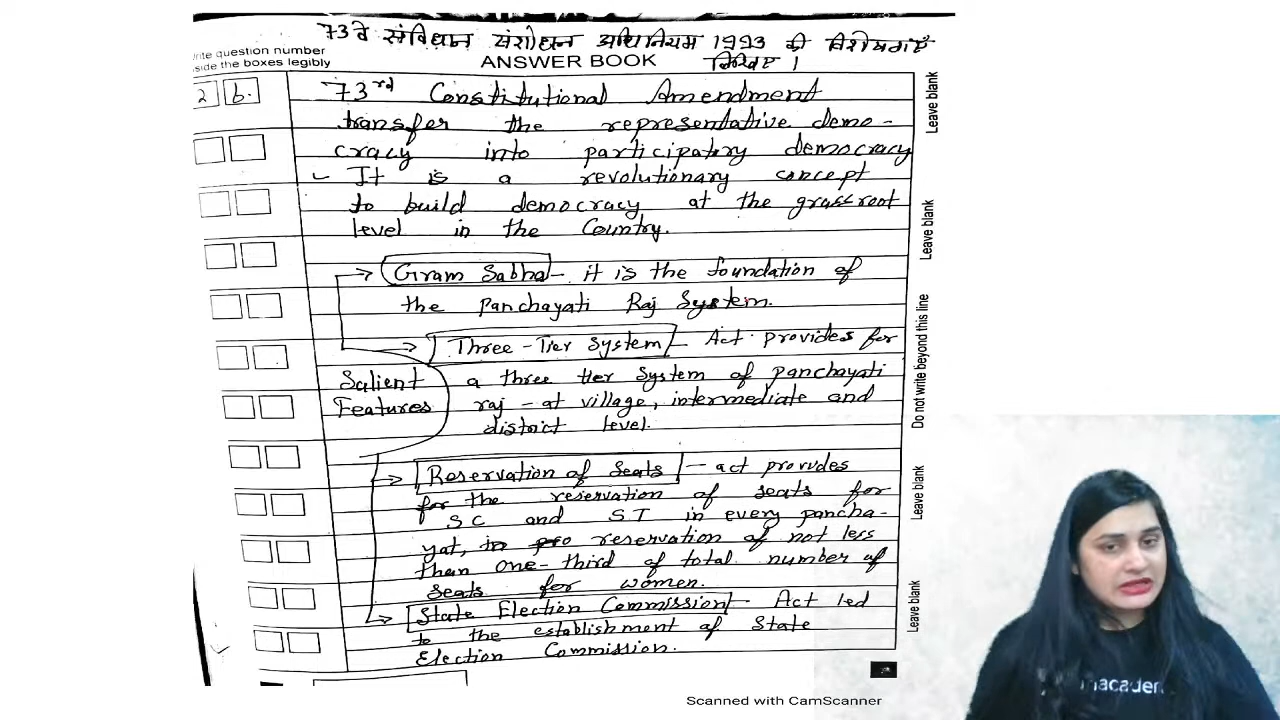 73वे संविधान संशोधन अधिनियम 1993 की विशेषताएँ
लिखिए ।
rite question number
side the boxes legibly
ANSWER BOOK
2 b.
73rd Constitutional Amendment
transfer the representative demo-
cracy into participatory democracy
- It is a revolutionary concept
to build democracy at the grassroot
level in the Country.
→ Gram Sabha - it is the foundation of
the Panchayati Raj System.
→ Three-Tier System - Act provides for
a three tier System of Panchayati
raj - at village, intermediate and
district level.
Salient
Features
→ Reservation of Seats - act provides
for the reservation of seats for
SC and ST in every pancha-
yat, reservation of not less
than one-third of total number of
seats for women.
→ State Election Commission - Act led
to the establishment of State
Election Commission.
Leave blank
Leave blank
Do not write beyond this line
Leave blank
Leave blank
Scanned with CamScanner
macadem